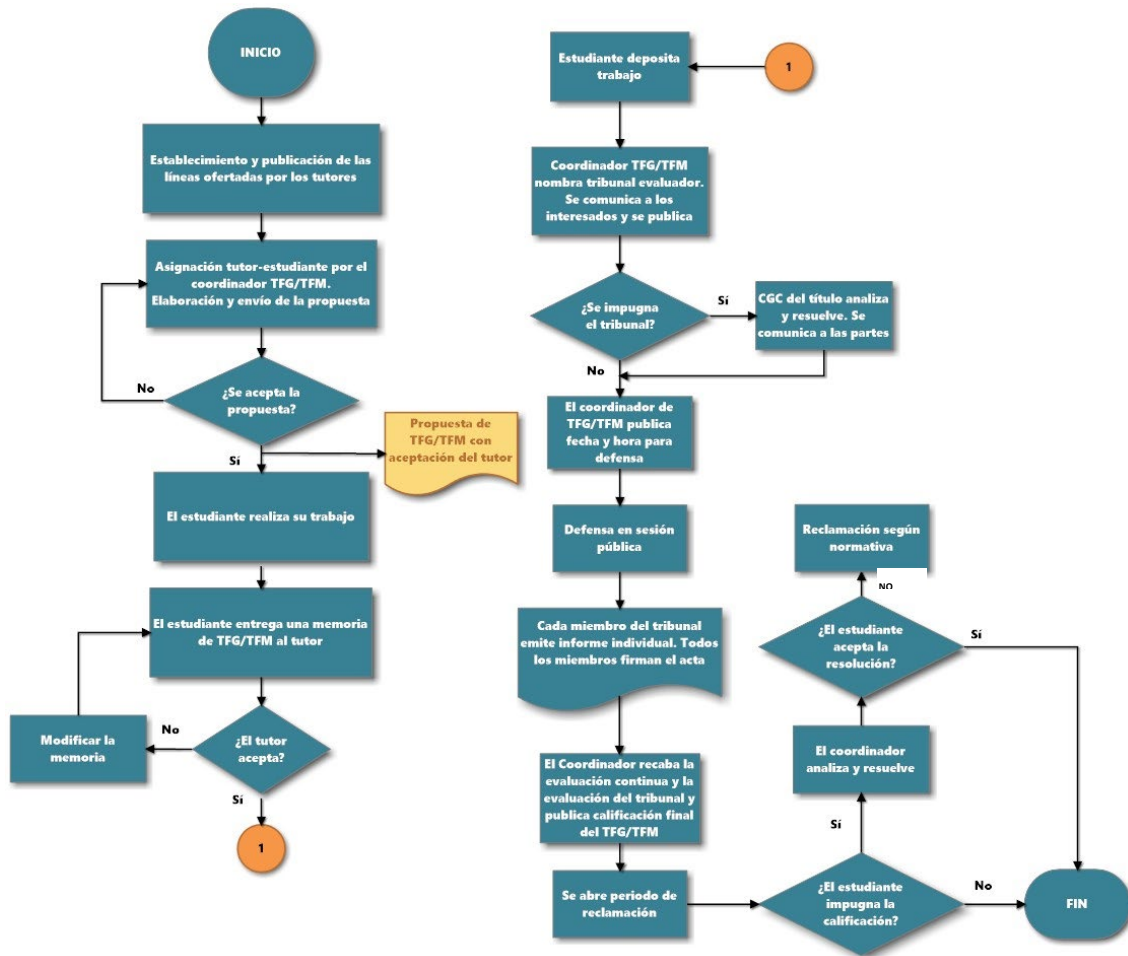 INICIO
Establecimiento y publicación de las
líneas ofertadas por los tutores
Asignación tutor-estudiante por el
coordinador TFG/TFM.
Elaboración y envío de la propuesta
No
¿Se acepta la
propuesta?
Propuesta de
TFG/TFM con
aceptación del tutor
Sí
El estudiante realiza su trabajo
El estudiante entrega una memoria
de TFG/TFM al tutor
Modificar la
memoria
No
¿El tutor
acepta?
Sí
1
Estudiante deposita
trabajo
1
Coordinador TFG/TFM
nombra tribunal evaluador.
Se comunica a los
interesados y se publica
¿Se impugna
el tribunal?
Sí
CGC del título analiza
y resuelve. Se
comunica a las partes
No
El coordinador de
TFG/TFM publica
fecha y hora para
defensa
Defensa en sesión
pública
Cada miembro del tribunal
emite informe individual. Todos
los miembros firman el acta
El Coordinador recaba la
evaluación continua y la
evaluación del tribunal y
publica calificación final
del TFG/TFM
Se abre periodo de
reclamación
¿El estudiante
impugna la
calificación?
No
FIN
Sí
El coordinador
analiza y resuelve
¿El estudiante
acepta la
resolución?
Sí
NO
Reclamación según
normativa